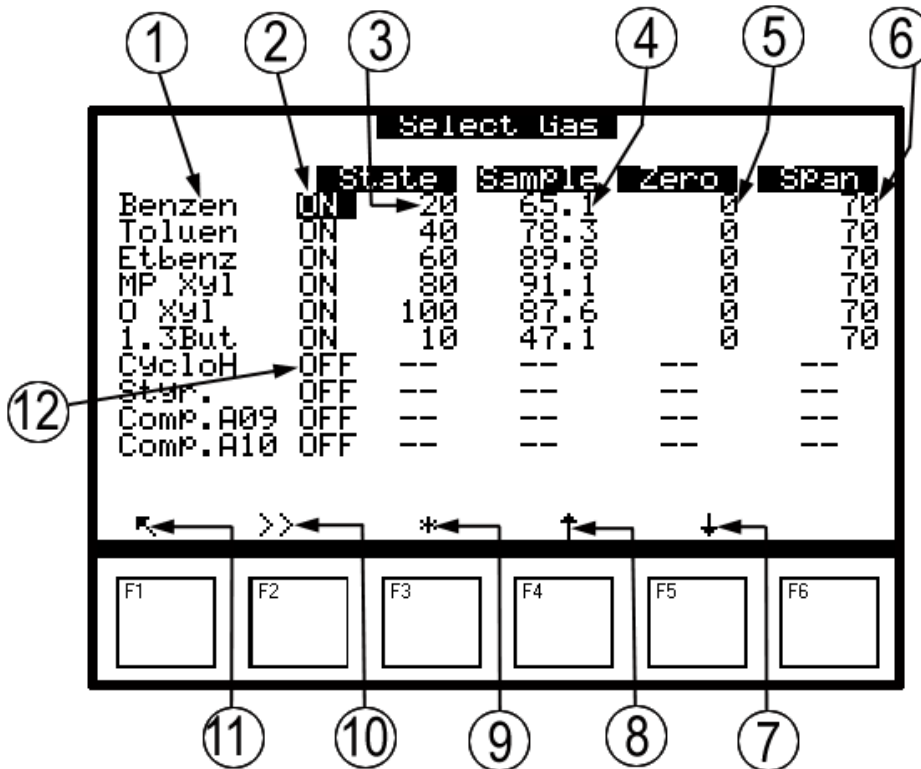 1 2 3 4 5 6
Select Gas
State Sample Zero Span
Benzen ON 20 65.1 0 70
Toluen ON 40 78.3 0 70
Etbenz ON 60 89.8 0 70
MP Xyl ON 80 91.1 0 70
O Xyl ON 100 87.6 0 70
1.3But ON 10 47.1 0 70
CycloH OFF -- -- -- --
Styr. OFF -- -- -- --
Comp.A09 OFF -- -- -- --
Comp.A10 OFF -- -- -- --
12
↖ >> * ↑ ↓
F1 F2 F3 F4 F5 F6
11 10 9 8 7